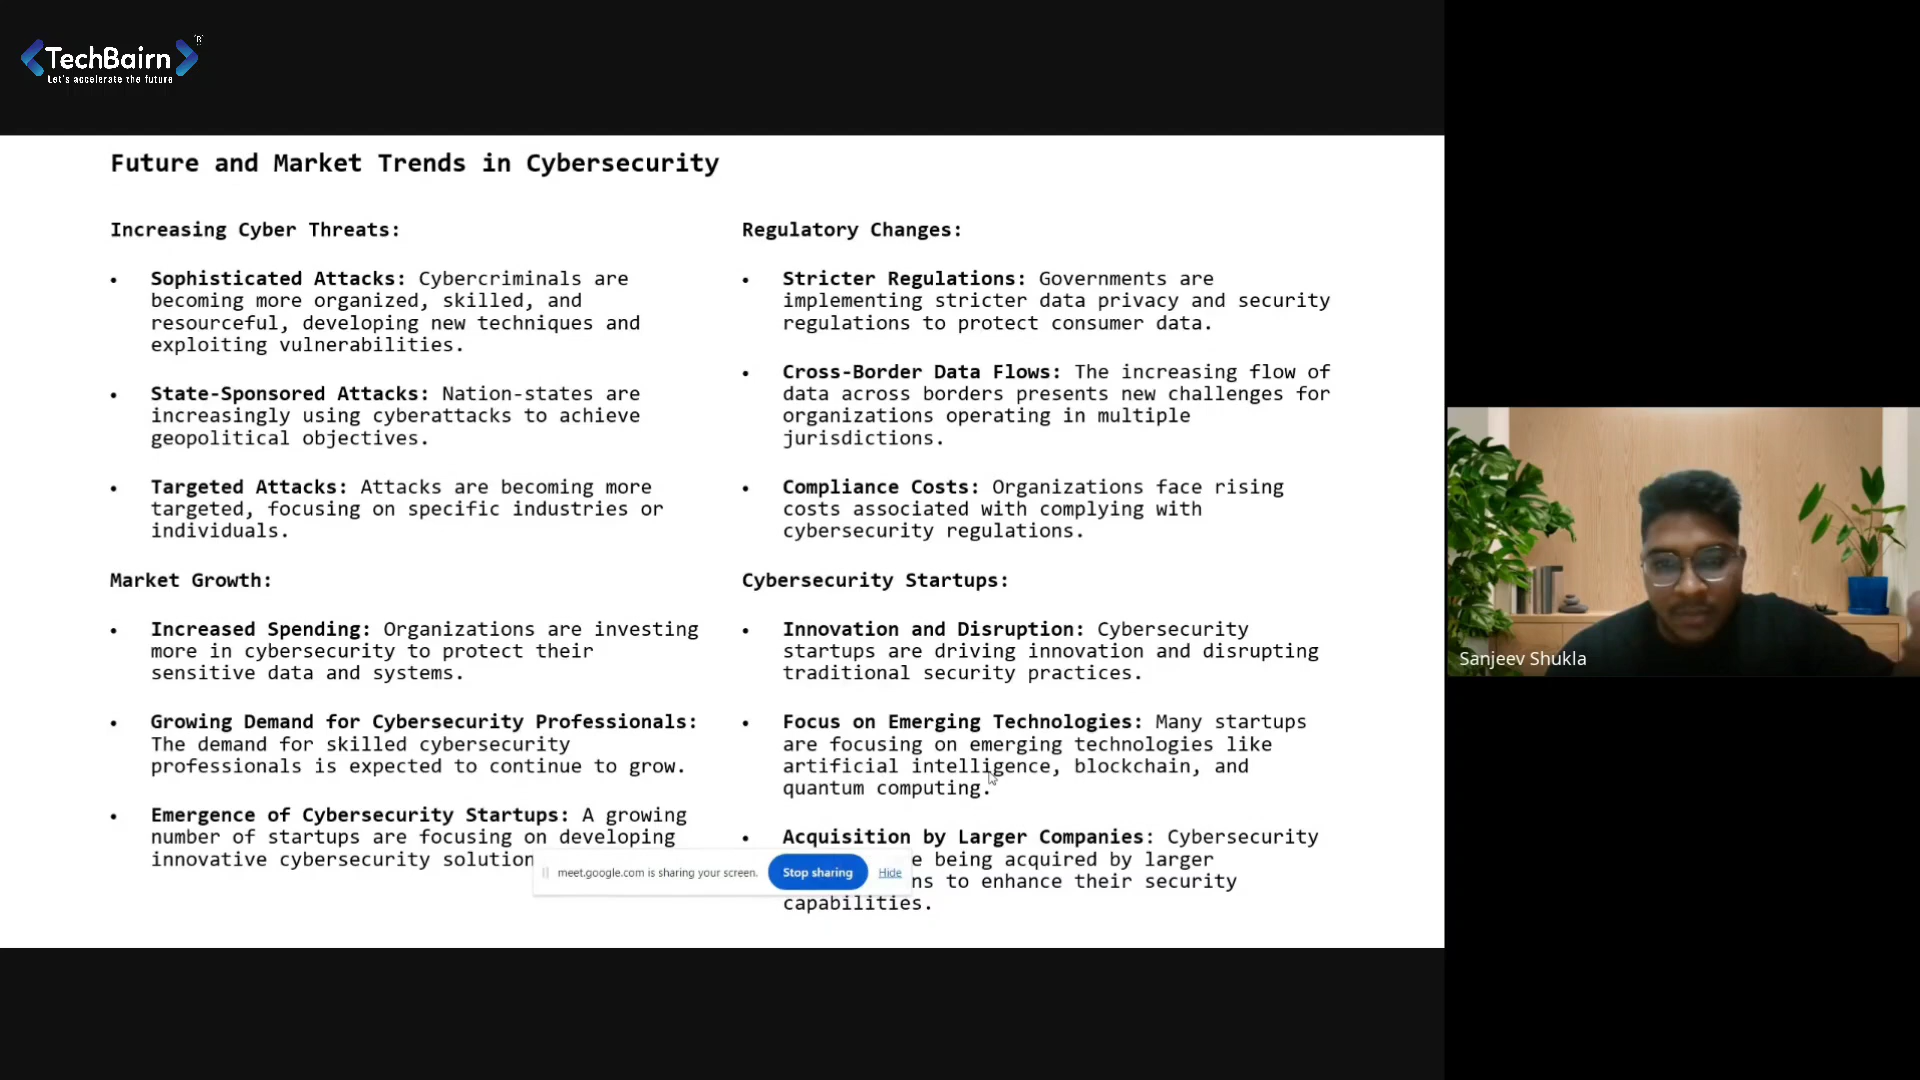 TechBairn
R
Let's accelerate the future
Future and Market Trends in Cybersecurity
Increasing Cyber Threats:
• Sophisticated Attacks: Cybercriminals are
becoming more organized, skilled, and
resourceful, developing new techniques and
exploiting vulnerabilities.
• State-Sponsored Attacks: Nation-states are
increasingly using cyberattacks to achieve
geopolitical objectives.
• Targeted Attacks: Attacks are becoming more
targeted, focusing on specific industries or
individuals.
Market Growth:
• Increased Spending: Organizations are investing
more in cybersecurity to protect their
sensitive data and systems.
• Growing Demand for Cybersecurity Professionals:
The demand for skilled cybersecurity
professionals is expected to continue to grow.
• Emergence of Cybersecurity Startups: A growing
number of startups are focusing on developing
innovative cybersecurity solution
Regulatory Changes:
• Stricter Regulations: Governments are
implementing stricter data privacy and security
regulations to protect consumer data.
• Cross-Border Data Flows: The increasing flow of
data across borders presents new challenges for
organizations operating in multiple
jurisdictions.
• Compliance Costs: Organizations face rising
costs associated with complying with
cybersecurity regulations.
Cybersecurity Startups:
• Innovation and Disruption: Cybersecurity
startups are driving innovation and disrupting
traditional security practices.
• Focus on Emerging Technologies: Many startups
are focusing on emerging technologies like
artificial intelligence, blockchain, and
quantum computing.
• Acquisition by Larger Companies: Cybersecurity
e being acquired by larger
ns to enhance their security
capabilities.
meet.google.com is sharing your screen. Stop sharing Hide
Sanjeev Shukla